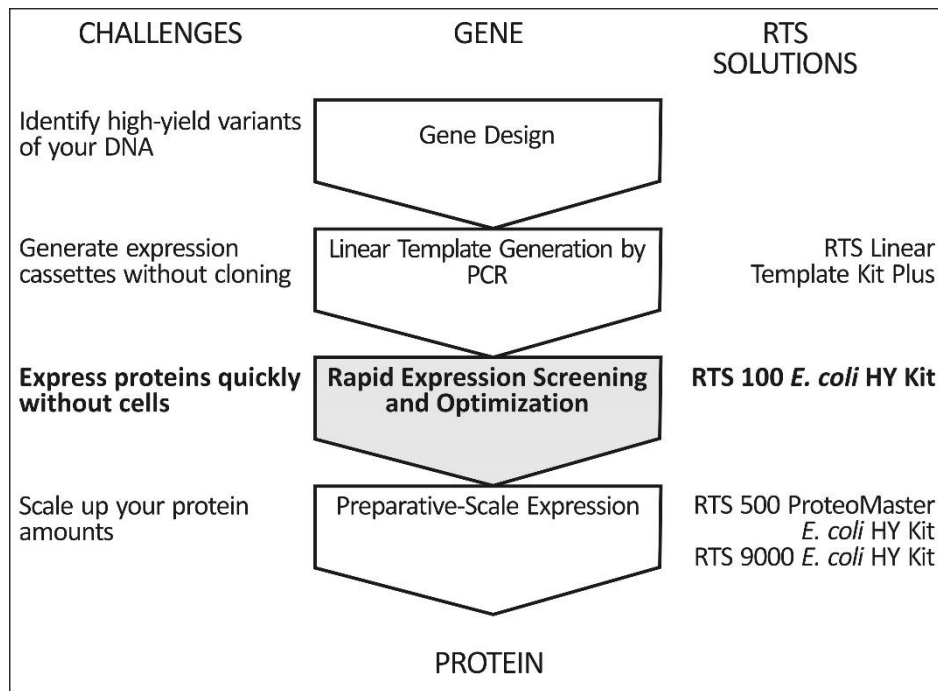 CHALLENGES
GENE
RTS
SOLUTIONS
Identify high-yield variants
of your DNA
Gene Design
Generate expression
cassettes without cloning
Linear Template Generation by
PCR
RTS Linear
Template Kit Plus
Express proteins quickly
without cells
Rapid Expression Screening
and Optimization
RTS 100 E. coli HY Kit
Scale up your protein
amounts
Preparative-Scale Expression
RTS 500 ProteoMaster
E. coli HY Kit
RTS 9000 E. coli HY Kit
PROTEIN